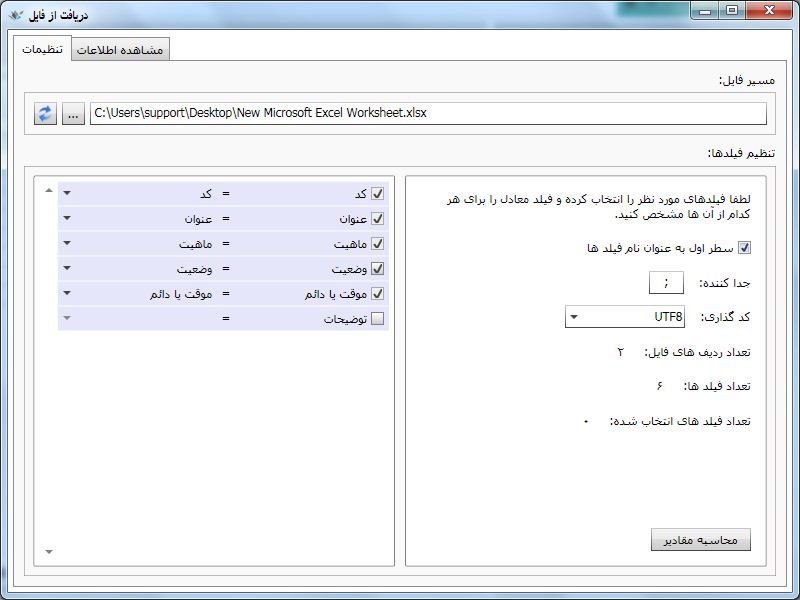 دریافت از فایل
تنظیمات
مشاهده اطلاعات
مسیر فایل:
... C:\Users\support\Desktop\New Microsoft Excel Worksheet.xlsx
تنظیم فیلدها:
لطفا فیلدهای مورد نظر را انتخاب کرده و فیلد معادل را برای هر
کدام از آن ها مشخص کنید.
سطر اول به عنوان نام فیلد ها
جدا کننده: ;
کد گذاری: UTF8
تعداد ردیف های فایل: ۲
تعداد فیلد ها: ۶
تعداد فیلد های انتخاب شده: ۰
محاسبه مقادیر
کد = کد
عنوان = عنوان
ماهیت = ماهیت
وضعیت = وضعیت
موقت یا دائم = موقت یا دائم
توضیحات =